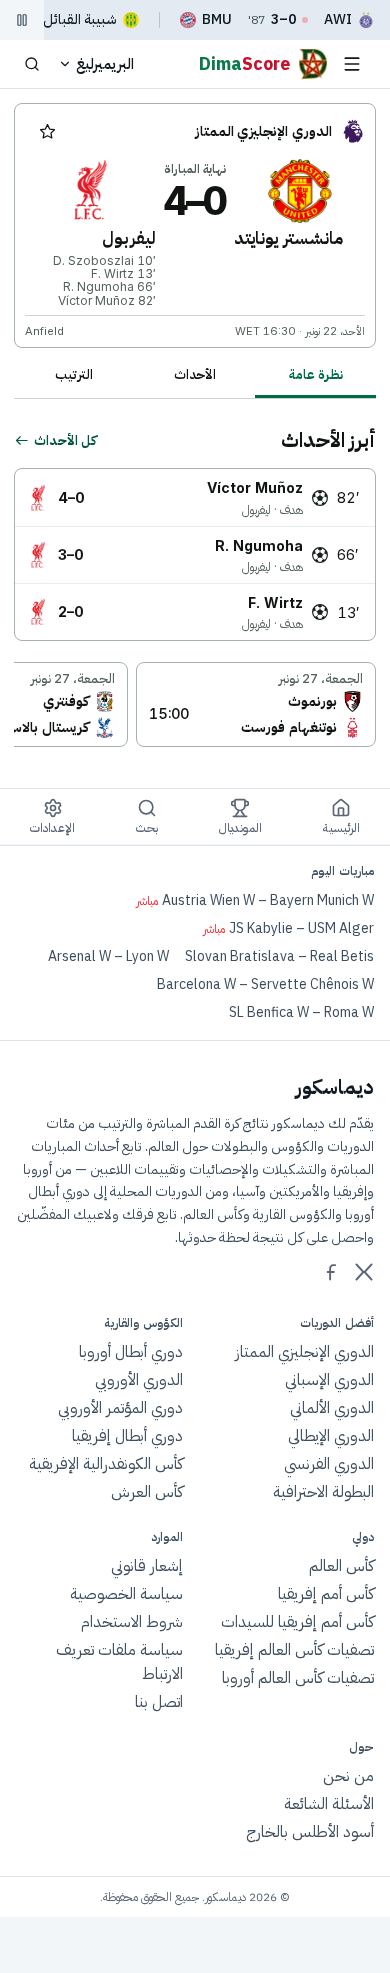 AWI 0–3 87' BMU شبيبة القبائل
DimaScore البريميرليغ
الدوري الإنجليزي الممتاز
نهاية المباراة
4–0
مانشستر يونايتد ليفربول
D. Szoboszlai 10'
F. Wirtz 13'
R. Ngumoha 66'
Víctor Muñoz 82'
الأحد، 22 نونبر · 16:30 WET Anfield
نظرة عامة الأحداث الترتيب
أبرز الأحداث كل الأحداث ←
82' Víctor Muñoz 4–0
هدف · ليفربول
66' R. Ngumoha 3–0
هدف · ليفربول
13' F. Wirtz 2–0
هدف · ليفربول
الجمعة، 27 نونبر الجمعة، 27 نونبر
بورنموث كوفنتري
15:00
نوتنغهام فورست كريستال بالاس
الرئيسية المونديال بحث الإعدادات
مباريات اليوم
Austria Wien W – Bayern Munich W مباشر
JS Kabylie – USM Alger مباشر
Slovan Bratislava – Real Betis Arsenal W – Lyon W
Barcelona W – Servette Chênois W
SL Benfica W – Roma W
ديماسكور
يقدّم لك ديماسكور نتائج كرة القدم المباشرة والترتيب من مئات
الدوريات والكؤوس والبطولات حول العالم. تابع أحداث المباريات
المباشرة والتشكيلات والإحصائيات وتقييمات اللاعبين — من أوروبا
وإفريقيا والأمريكتين وآسيا، ومن الدوريات المحلية إلى دوري أبطال
أوروبا والكؤوس القارية وكأس العالم. تابع فرقك ولاعبيك المفضّلين
واحصل على كل نتيجة لحظة حدوثها.
أفضل الدوريات
الدوري الإنجليزي الممتاز
الدوري الإسباني
الدوري الألماني
الدوري الإيطالي
الدوري الفرنسي
البطولة الاحترافية
الكؤوس والقارية
دوري أبطال أوروبا
الدوري الأوروبي
دوري المؤتمر الأوروبي
دوري أبطال إفريقيا
كأس الكونفدرالية الإفريقية
كأس العرش
دولي
كأس العالم
كأس أمم إفريقيا
كأس أمم إفريقيا للسيدات
تصفيات كأس العالم إفريقيا
تصفيات كأس العالم أوروبا
الموارد
إشعار قانوني
سياسة الخصوصية
شروط الاستخدام
سياسة ملفات تعريف
الارتباط
اتصل بنا
حول
من نحن
الأسئلة الشائعة
أسود الأطلس بالخارج
© 2026 ديماسكور. جميع الحقوق محفوظة.